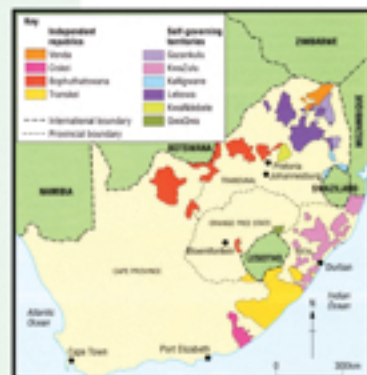 Key
Independent republics
Venda
Ciskei
Bophuthatswana
Transkei
Self-governing territories
Gazankulu
KwaZulu
KaNgwane
Lebowa
KwaNdebele
QwaQwa
International boundary
Provincial boundary
ZIMBABWE
MOZAMBIQUE
BOTSWANA
NAMIBIA
Pretoria
Johannesburg
TRANSVAAL
SWAZILAND
ORANGE FREE STATE
Bloemfontein
LESOTHO
NATAL
Durban
CAPE PROVINCE
Atlantic Ocean
Indian Ocean
Cape Town
Port Elizabeth
N
0 300km